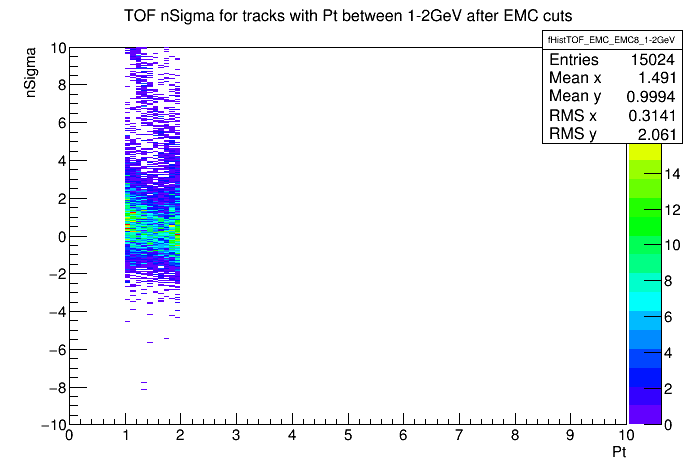 TOF nSigma for tracks with Pt between 1-2GeV after EMC cuts
fHistTOF_EMC_EMC8_1-2GeV
Entries 15024
Mean x 1.491
Mean y 0.9994
RMS x 0.3141
RMS y 2.061
nSigma
10
8
6
4
2
0
−2
−4
−6
−8
−10
0 1 2 3 4 5 6 7 8 9 10
Pt
14
12
10
8
6
4
2
0